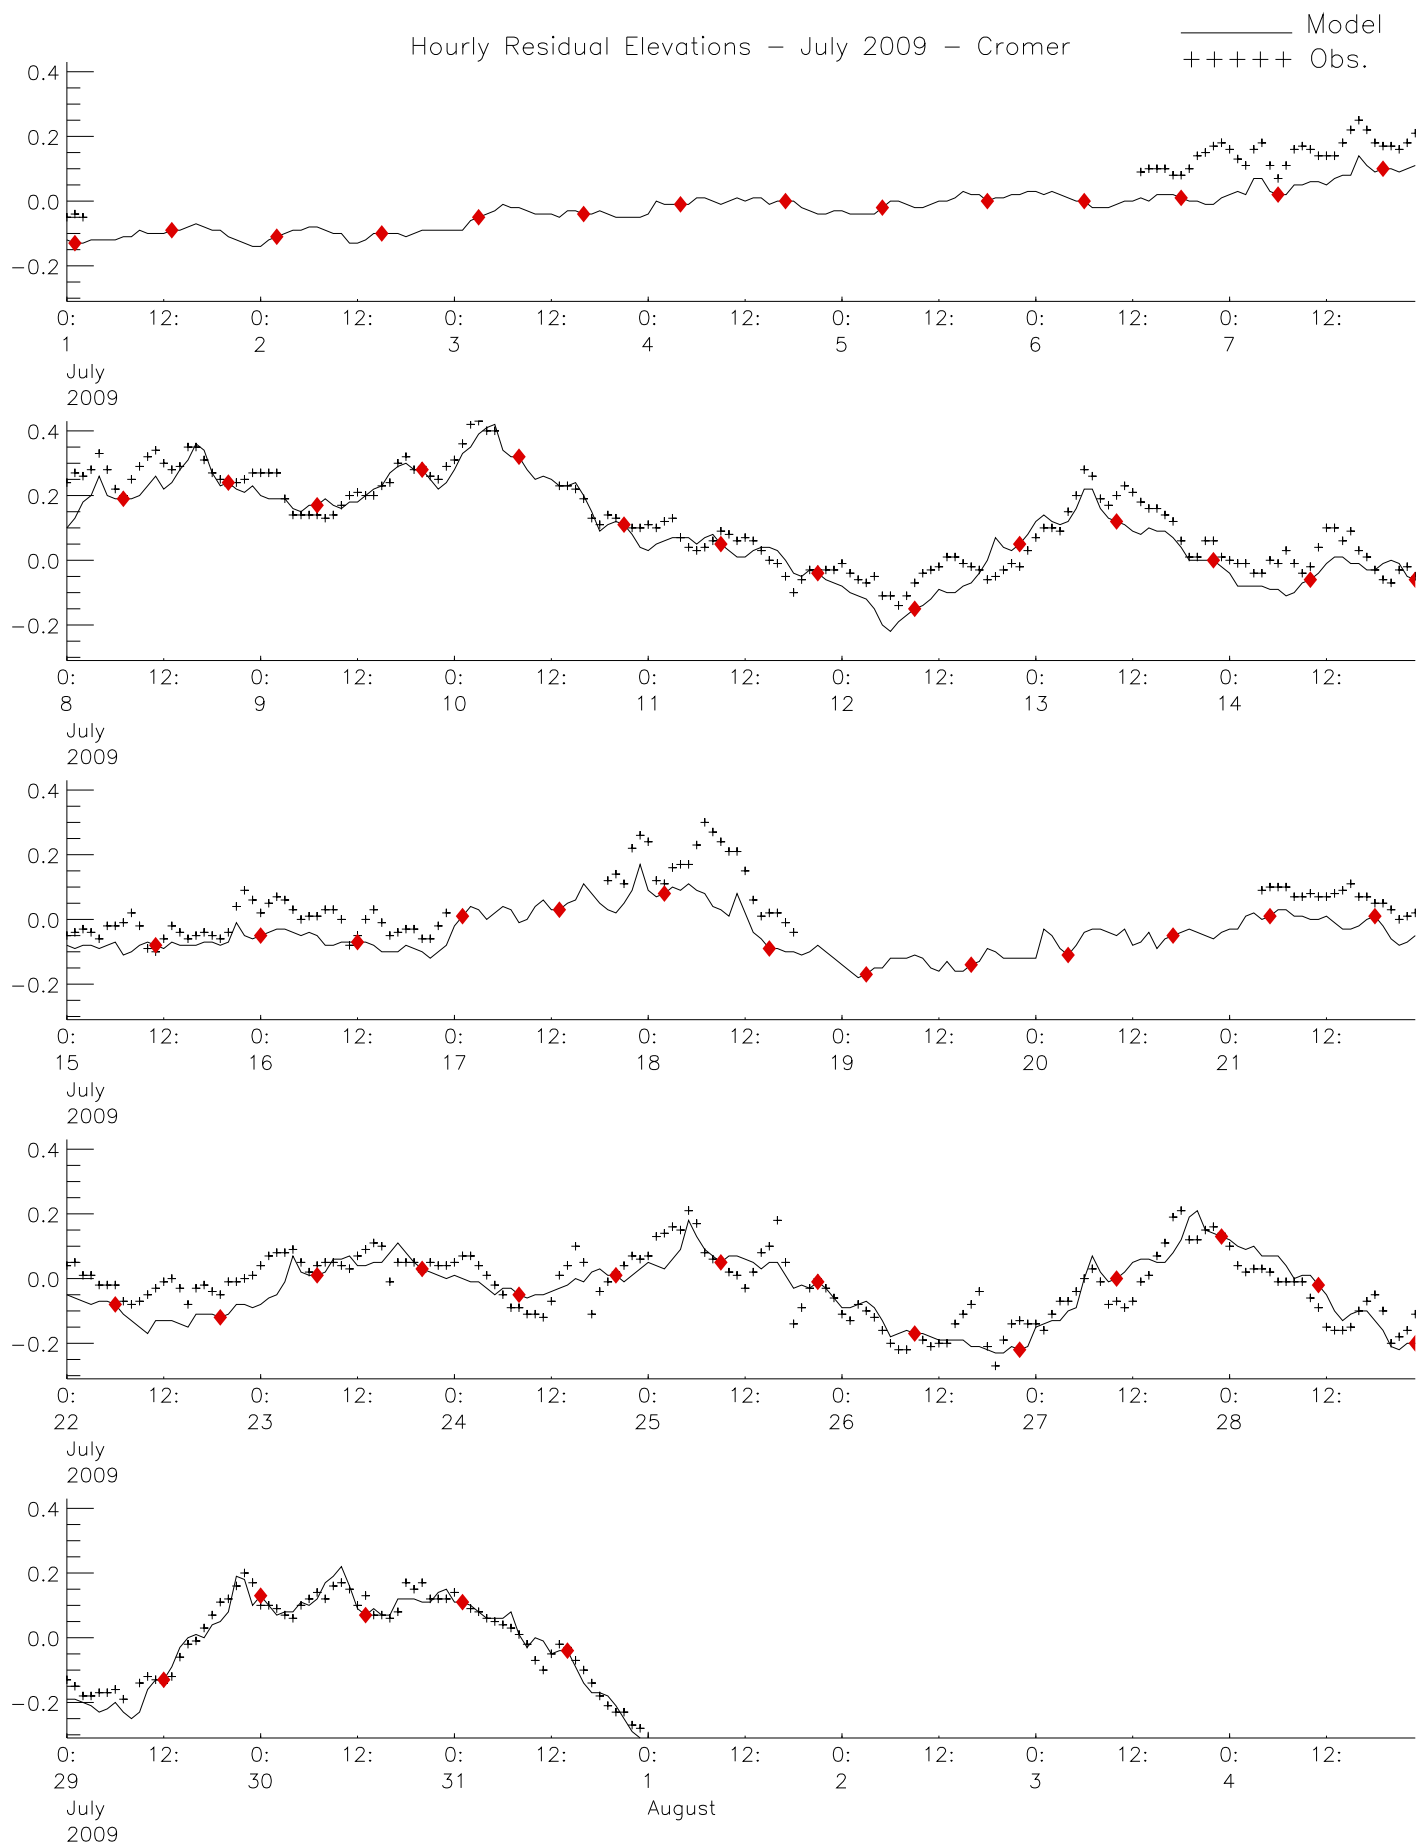 Hourly Residual Elevations – July 2009 – Cromer
Model
+++++ Obs.
0.4
0.2
0.0
−0.2
0: 12: 0: 12: 0: 12: 0: 12: 0: 12: 0: 12: 0: 12:
1 2 3 4 5 6 7
July
2009
0.4
0.2
0.0
−0.2
0: 12: 0: 12: 0: 12: 0: 12: 0: 12: 0: 12: 0: 12:
8 9 10 11 12 13 14
July
2009
0.4
0.2
0.0
−0.2
0: 12: 0: 12: 0: 12: 0: 12: 0: 12: 0: 12: 0: 12:
15 16 17 18 19 20 21
July
2009
0.4
0.2
0.0
−0.2
0: 12: 0: 12: 0: 12: 0: 12: 0: 12: 0: 12: 0: 12:
22 23 24 25 26 27 28
July
2009
0.4
0.2
0.0
−0.2
0: 12: 0: 12: 0: 12: 0: 12: 0: 12: 0: 12: 0: 12:
29 30 31 1 2 3 4
July August
2009